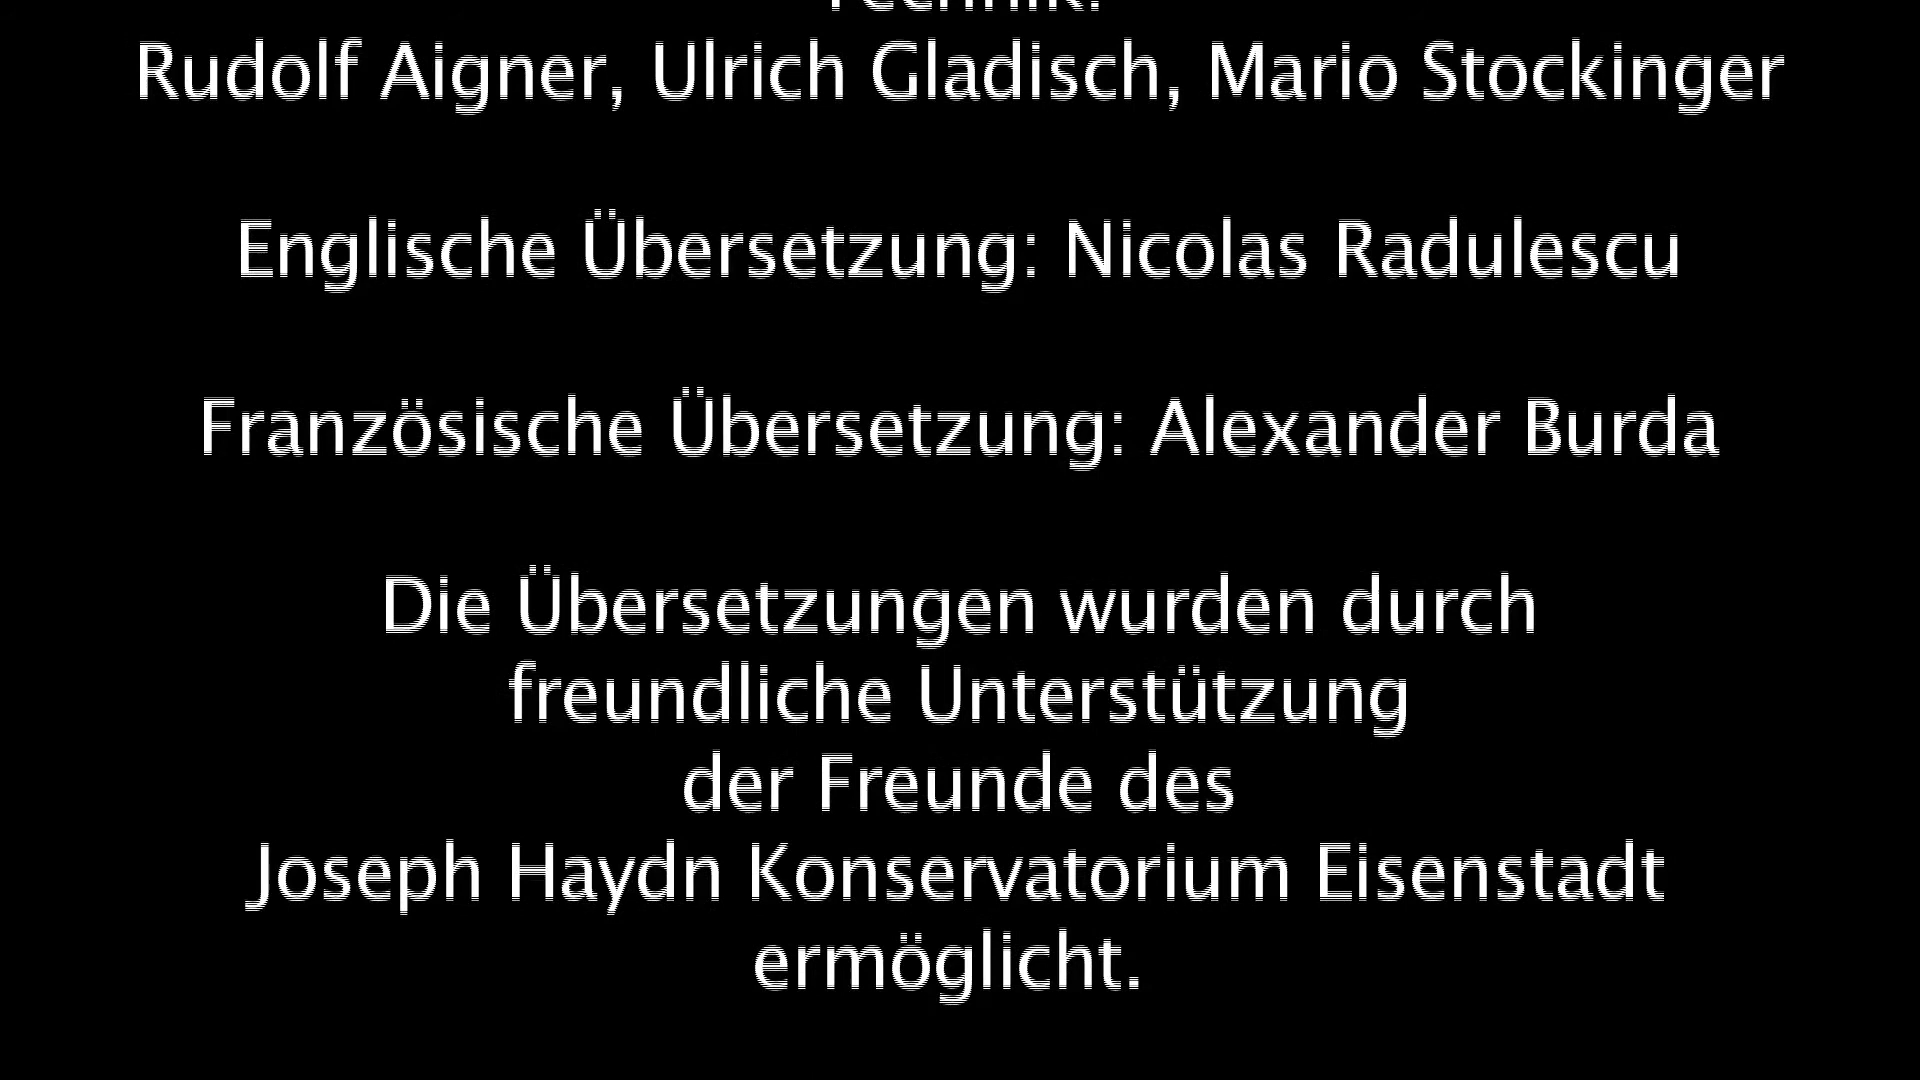 Technik:
Rudolf Aigner, Ulrich Gladisch, Mario Stockinger
Englische Übersetzung: Nicolas Radulescu
Französische Übersetzung: Alexander Burda
Die Übersetzungen wurden durch
freundliche Unterstützung
der Freunde des
Joseph Haydn Konservatorium Eisenstadt
ermöglicht.